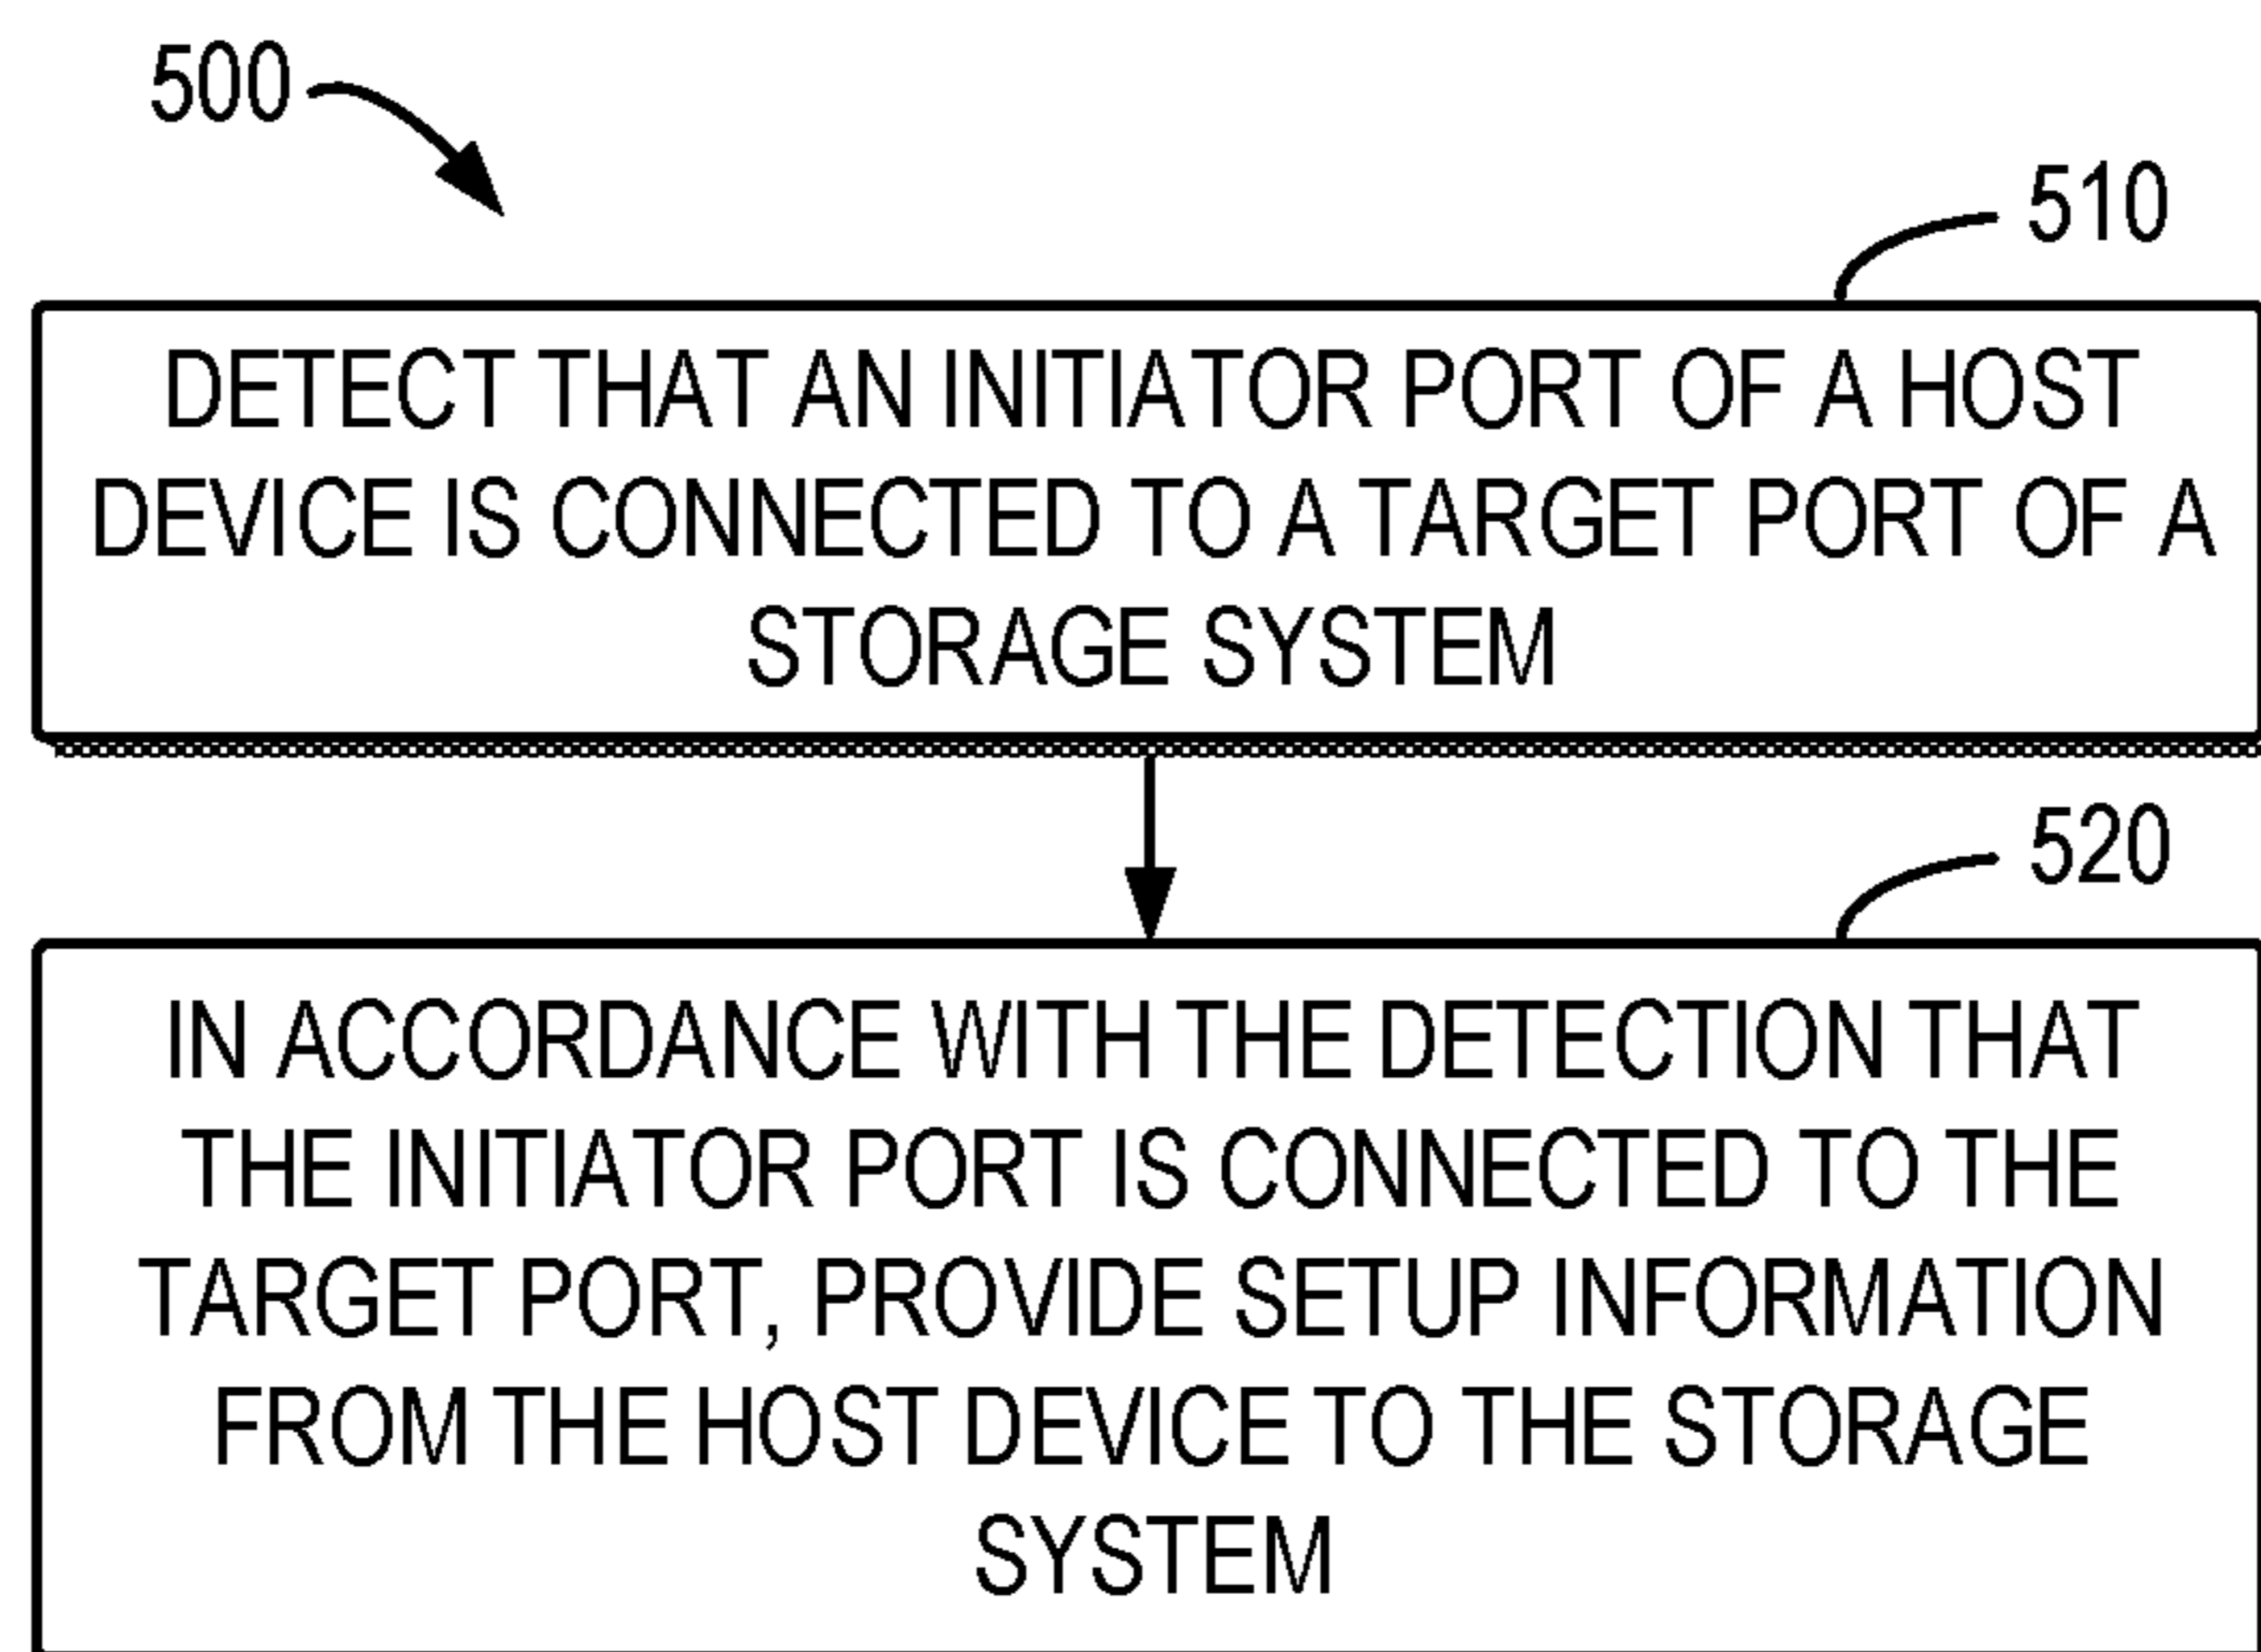 500
510
DETECT THAT AN INITIATOR PORT OF A HOST
DEVICE IS CONNECTED TO A TARGET PORT OF A
STORAGE SYSTEM
520
IN ACCORDANCE WITH THE DETECTION THAT
THE INITIATOR PORT IS CONNECTED TO THE
TARGET PORT, PROVIDE SETUP INFORMATION
FROM THE HOST DEVICE TO THE STORAGE
SYSTEM